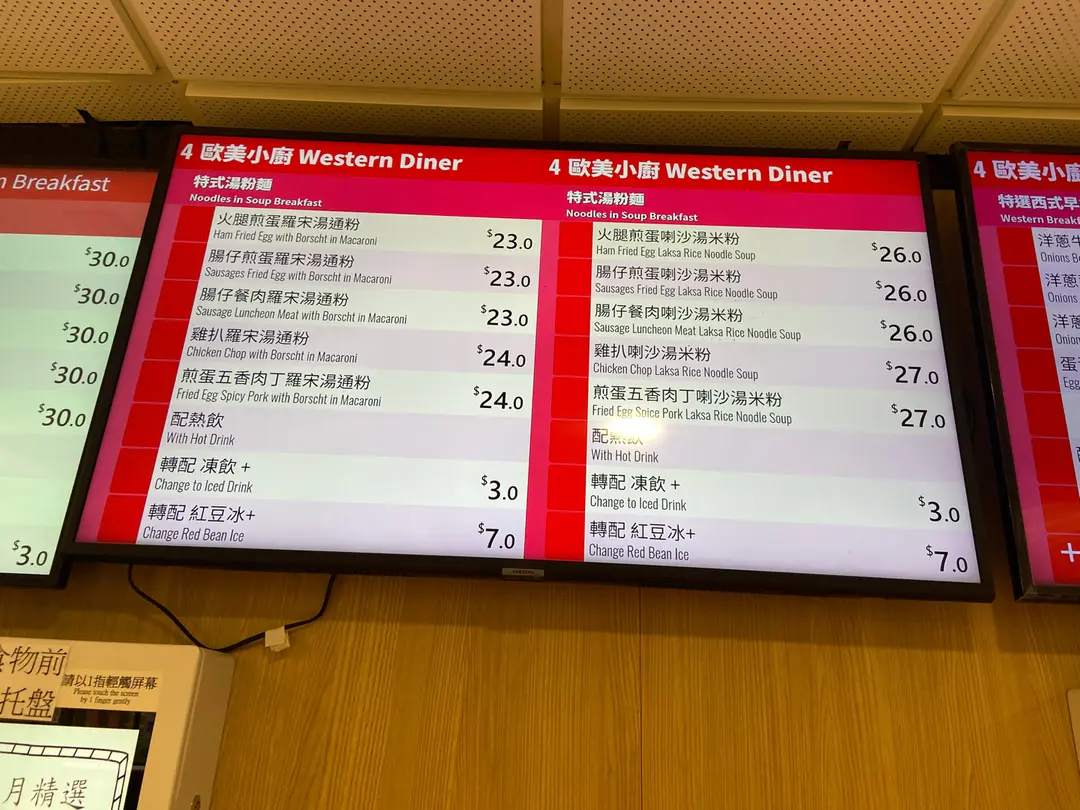 n Breakfast
$30.0
$30.0
$30.0
$30.0
$30.0
$3.0
4 歐美小廚 Western Diner
特式湯粉麵
Noodles in Soup Breakfast
火腿煎蛋羅宋湯通粉
Ham Fried Egg with Borscht in Macaroni
$23.0
腸仔煎蛋羅宋湯通粉
Sausages Fried Egg with Borscht in Macaroni
$23.0
腸仔餐肉羅宋湯通粉
Sausage Luncheon Meat with Borscht in Macaroni
$23.0
雞扒羅宋湯通粉
Chicken Chop with Borscht in Macaroni
$24.0
煎蛋五香肉丁羅宋湯通粉
Fried Egg Spicy Pork with Borscht in Macaroni
$24.0
配熱飲
With Hot Drink
轉配 凍飲 +
Change to Iced Drink
$3.0
轉配 紅豆冰+
Change Red Bean Ice
$7.0
4 歐美小廚 Western Diner
特式湯粉麵
Noodles in Soup Breakfast
火腿煎蛋喇沙湯米粉
Ham Fried Egg Laksa Rice Noodle Soup
$26.0
腸仔煎蛋喇沙湯米粉
Sausages Fried Egg Laksa Rice Noodle Soup
$26.0
腸仔餐肉喇沙湯米粉
Sausage Luncheon Meat Laksa Rice Noodle Soup
$26.0
雞扒喇沙湯米粉
Chicken Chop Laksa Rice Noodle Soup
$27.0
煎蛋五香肉丁喇沙湯米粉
Fried Egg Spice Pork Laksa Rice Noodle Soup
$27.0
配熱飲
With Hot Drink
轉配 凍飲 +
Change to Iced Drink
$3.0
轉配 紅豆冰+
Change Red Bean Ice
$7.0
4 歐美小
特選西式早
Western Breakfa
洋蔥
Onions Be
洋蔥
Onions
洋蔥
Onion
蛋
Egg
+
食物前
托盤
請以1指輕觸屏幕
Please touch the screen
by 1 finger gently
月精選